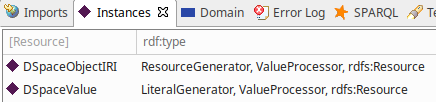 Imports Instances Domain Error Log SPARQL
[Resource] rdf:type
DSpaceObjectIRI ResourceGenerator, ValueProcessor, rdfs:Resource
DSpaceValue LiteralGenerator, ValueProcessor, rdfs:Resource